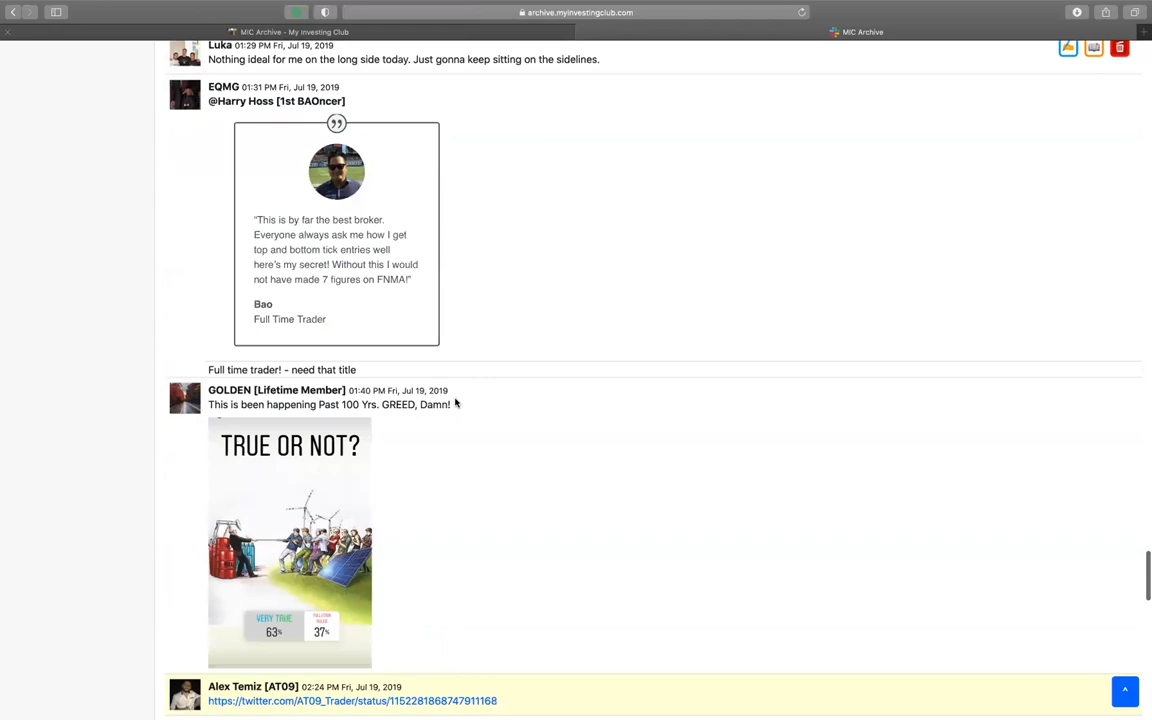 archive.myinvestingclub.com
MIC Archive - My Investing Club
MIC Archive
Luka 01:29 PM Fri, Jul 19, 2019
Nothing ideal for me on the long side today. Just gonna keep sitting on the sidelines.
EQMG 01:31 PM Fri, Jul 19, 2019
@Harry Hoss [1st BAOncer]
"This is by far the best broker.
Everyone always ask me how I get
top and bottom tick entries well
here's my secret! Without this I would
not have made 7 figures on FNMA!"
Bao
Full Time Trader
Full time trader! - need that title
GOLDEN [Lifetime Member] 01:40 PM Fri, Jul 19, 2019
This is been happening Past 100 Yrs. GREED, Damn!
TRUE OR NOT?
VERY TRUE
63%
37%
Alex Temiz [AT09] 02:24 PM Fri, Jul 19, 2019
https://twitter.com/AT09_Trader/status/1152281868747911168